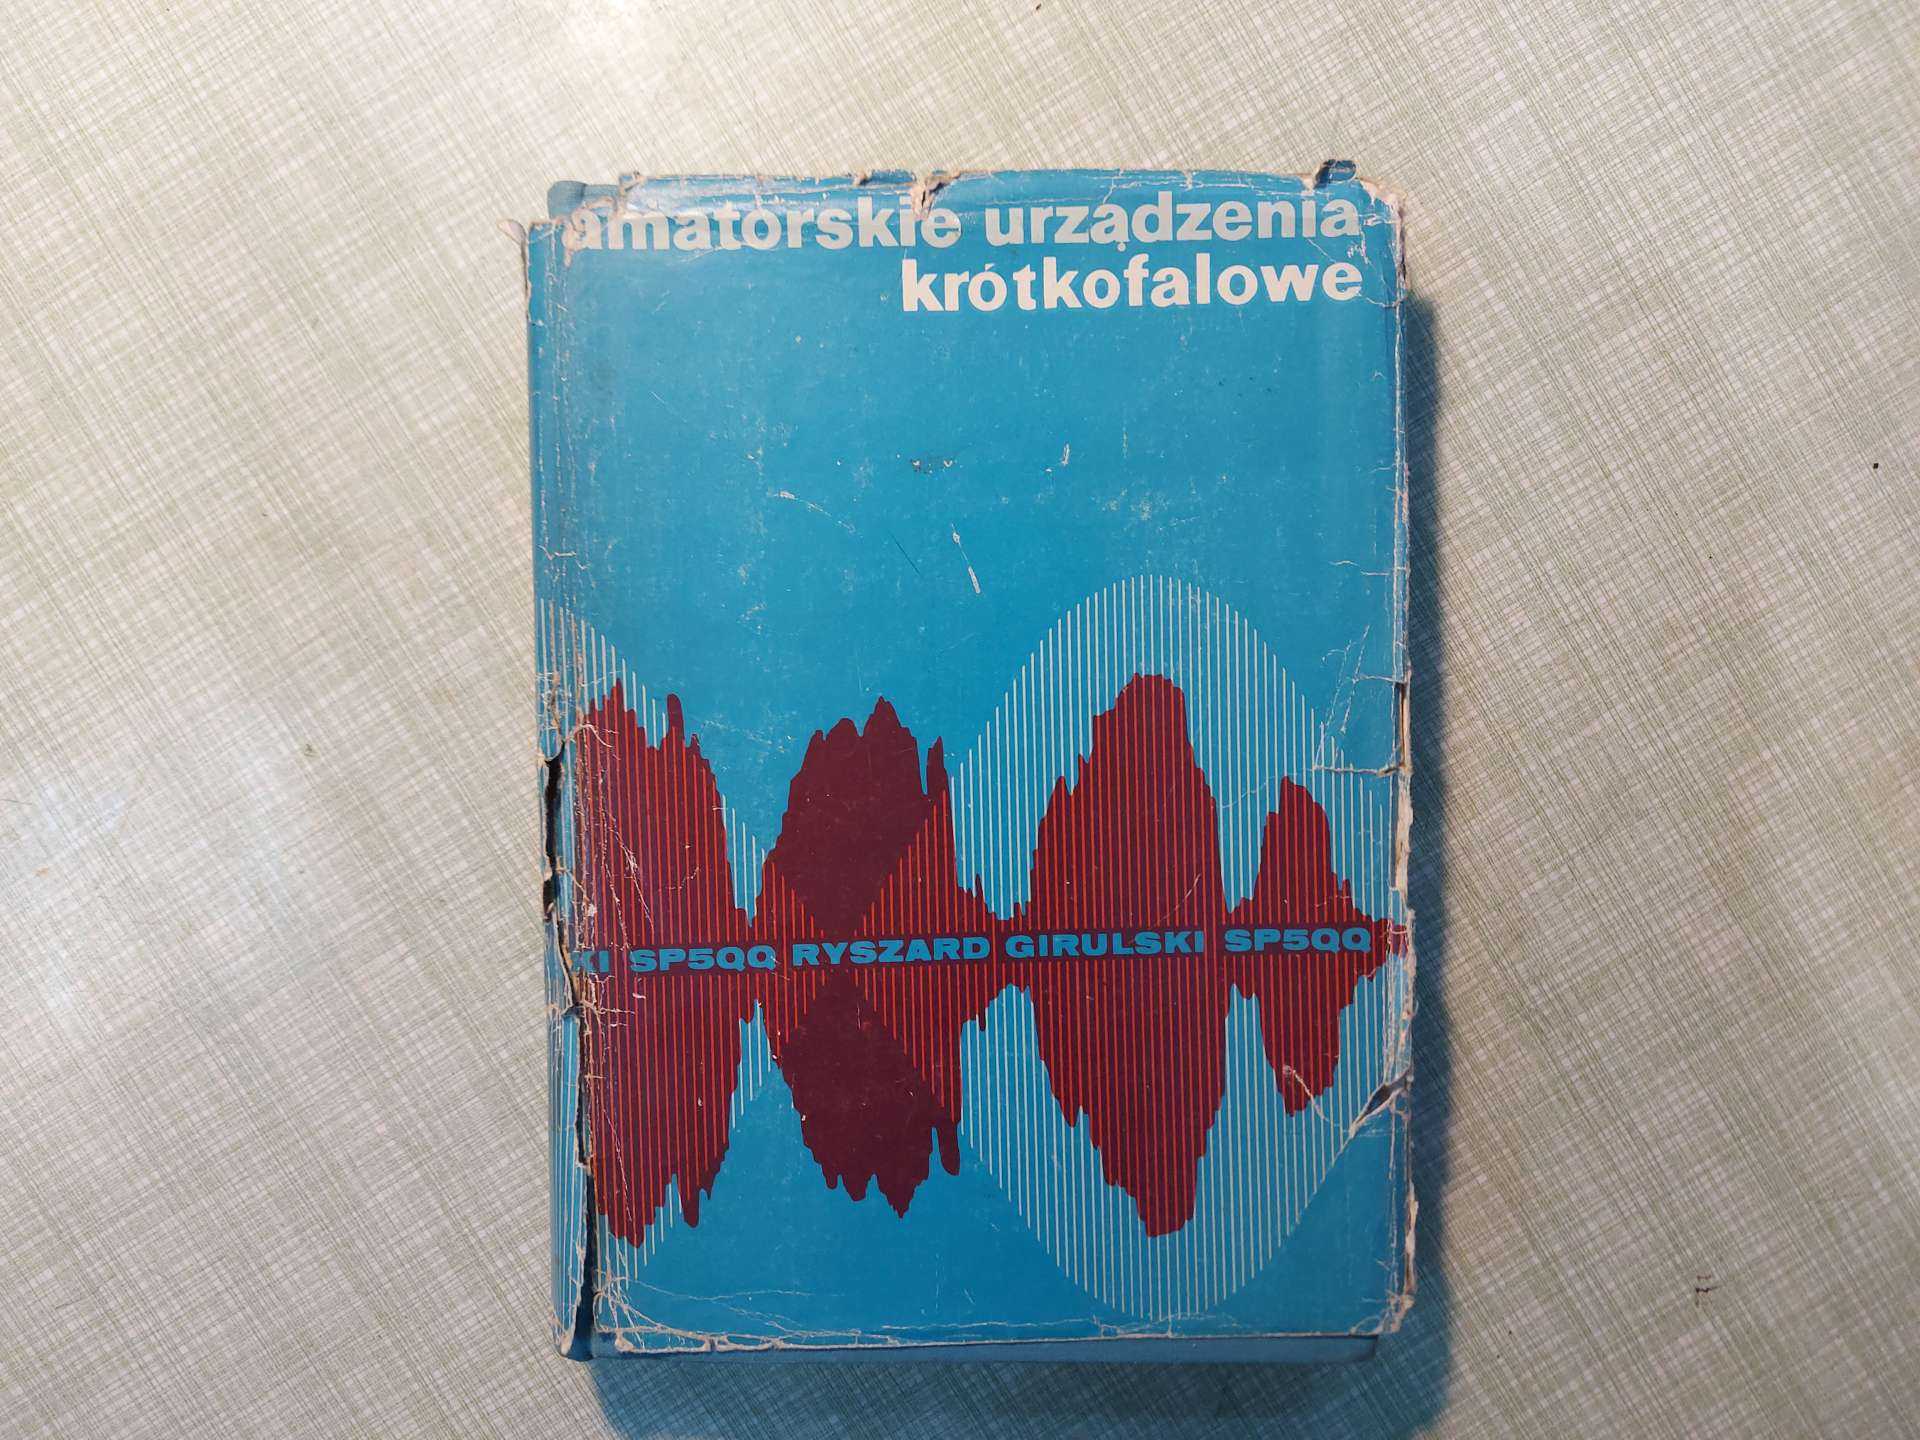 amatorskie urządzenia
krótkofalowe
KI SP5QQ RYSZARD GIRULSKI SP5QQ